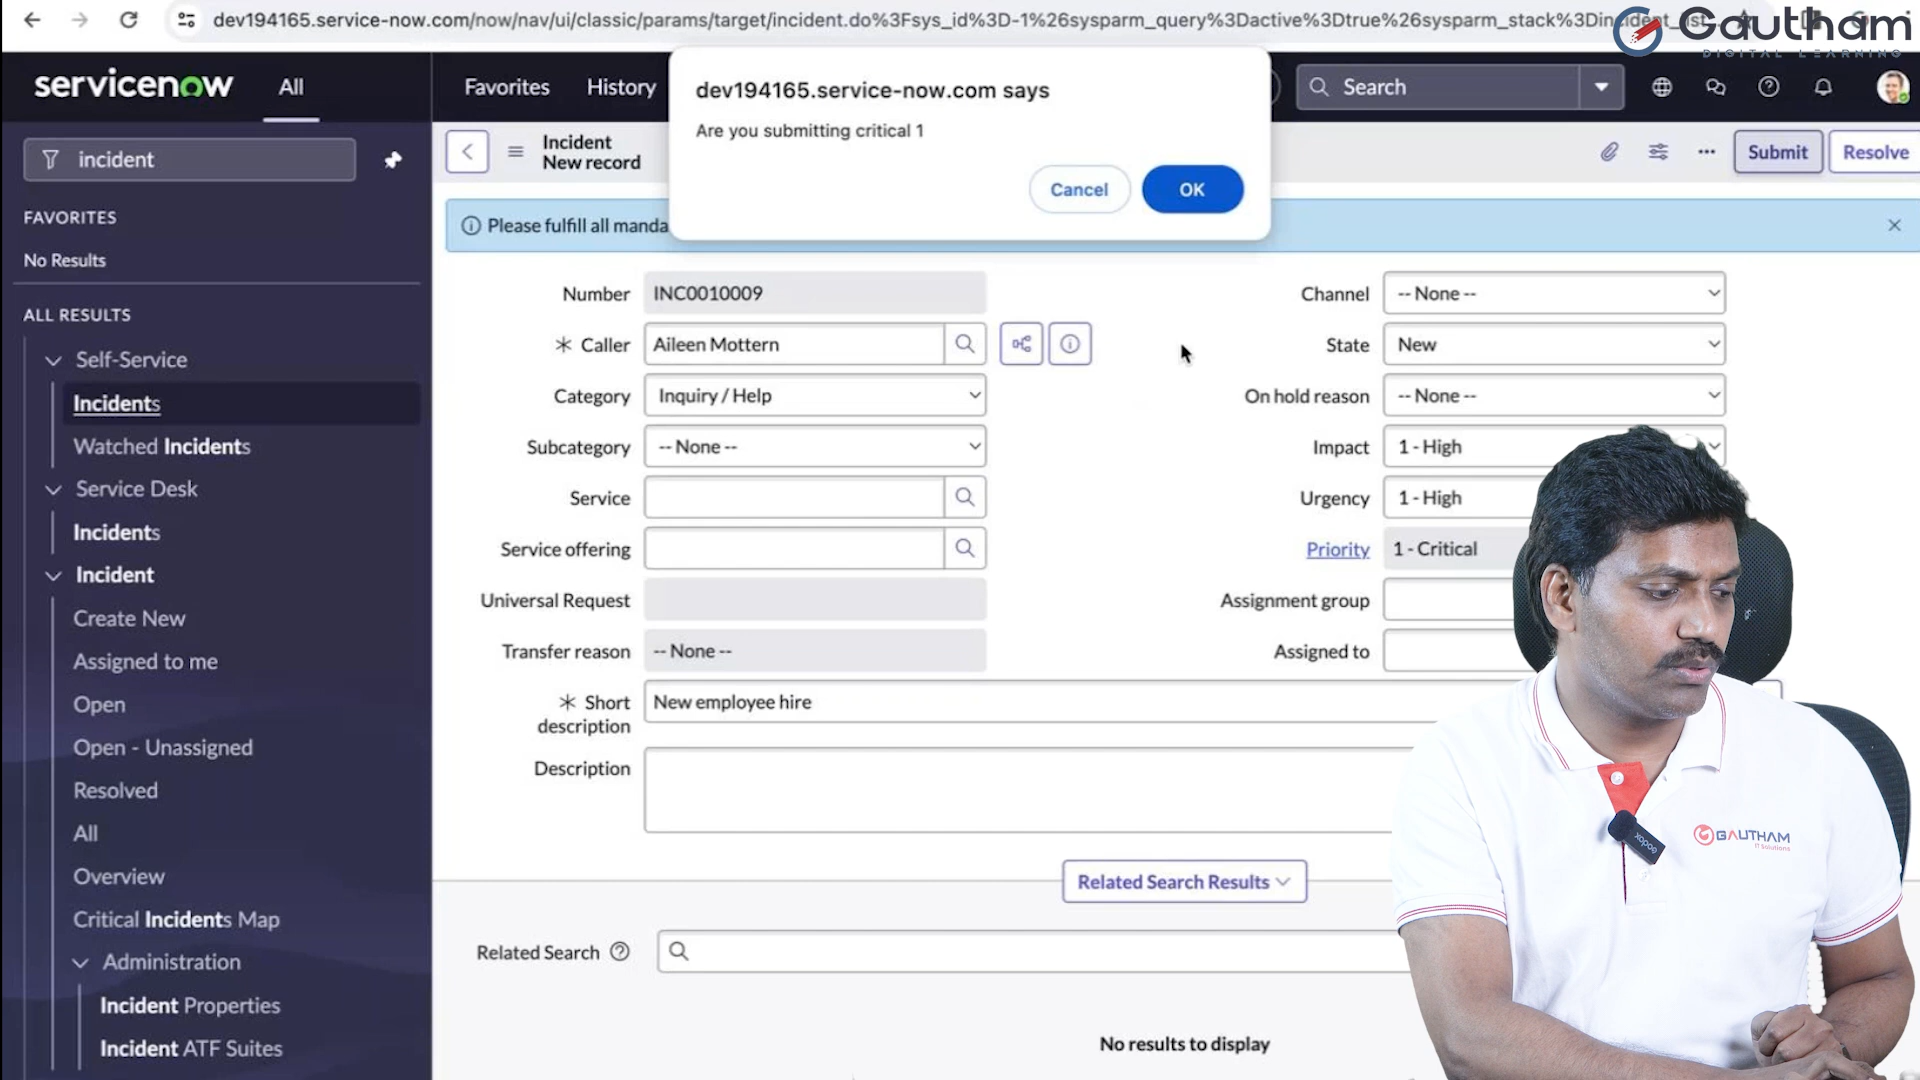 dev194165.service-now.com/now/nav/ui/classic/params/target/incident.do%3Fsys_id%3D-1%26sysparm_query%3Dactive%3Dtrue%26sysparm_stack%3Dincident_list
Gautham
DIGITAL LEARNING
servicenow
All
Favorites
History
Search
dev194165.service-now.com says
Are you submitting critical 1
Cancel
OK
incident
Incident
New record
Submit
Resolve
Please fulfill all manda
FAVORITES
No Results
ALL RESULTS
Self-Service
Incidents
Watched Incidents
Service Desk
Incidents
Incident
Create New
Assigned to me
Open
Open - Unassigned
Resolved
All
Overview
Critical Incidents Map
Administration
Incident Properties
Incident ATF Suites
Number INC0010009
Caller Aileen Mottern
Category Inquiry / Help
Subcategory -- None --
Service
Service offering
Universal Request
Transfer reason -- None --
Short description New employee hire
Description
Channel -- None --
State New
On hold reason -- None --
Impact 1 - High
Urgency 1 - High
Priority 1 - Critical
Assignment group
Assigned to
Related Search Results
Related Search
No results to display
GODOX
GAUTHAM
IT Solutions